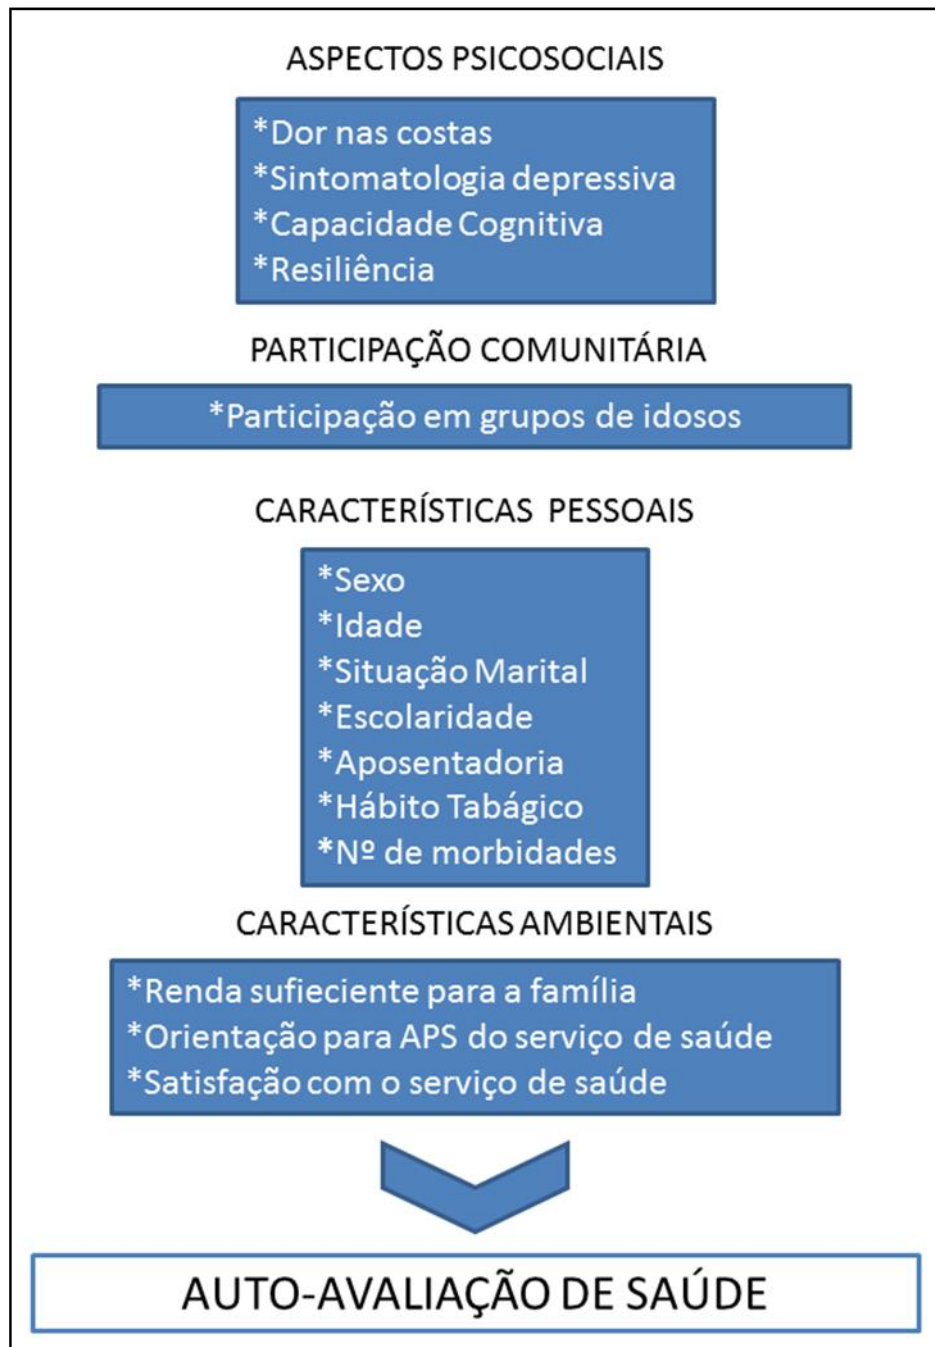 ASPECTOS PSICOSOCIAIS
*Dor nas costas
*Sintomatologia depressiva
*Capacidade Cognitiva
*Resiliência
PARTICIPAÇÃO COMUNITÁRIA
*Participação em grupos de idosos
CARACTERÍSTICAS PESSOAIS
*Sexo
*Idade
*Situação Marital
*Escolaridade
*Aposentadoria
*Hábito Tabágico
*Nº de morbidades
CARACTERÍSTICAS AMBIENTAIS
*Renda sufieciente para a família
*Orientação para APS do serviço de saúde
*Satisfação com o serviço de saúde
AUTO-AVALIAÇÃO DE SAÚDE